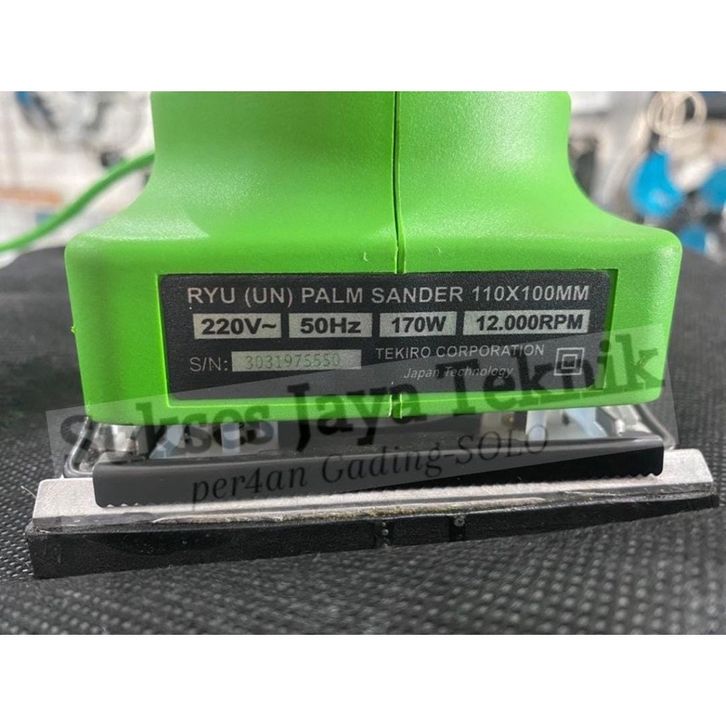 RYU (UN) PALM SANDER 110X100MM
220V~ 50Hz 170W 12.000RPM
S/N: 3031975550 TEKIRO CORPORATION
Japan Technology
Sukses Jaya Teknik
per4an Gading-SOLO